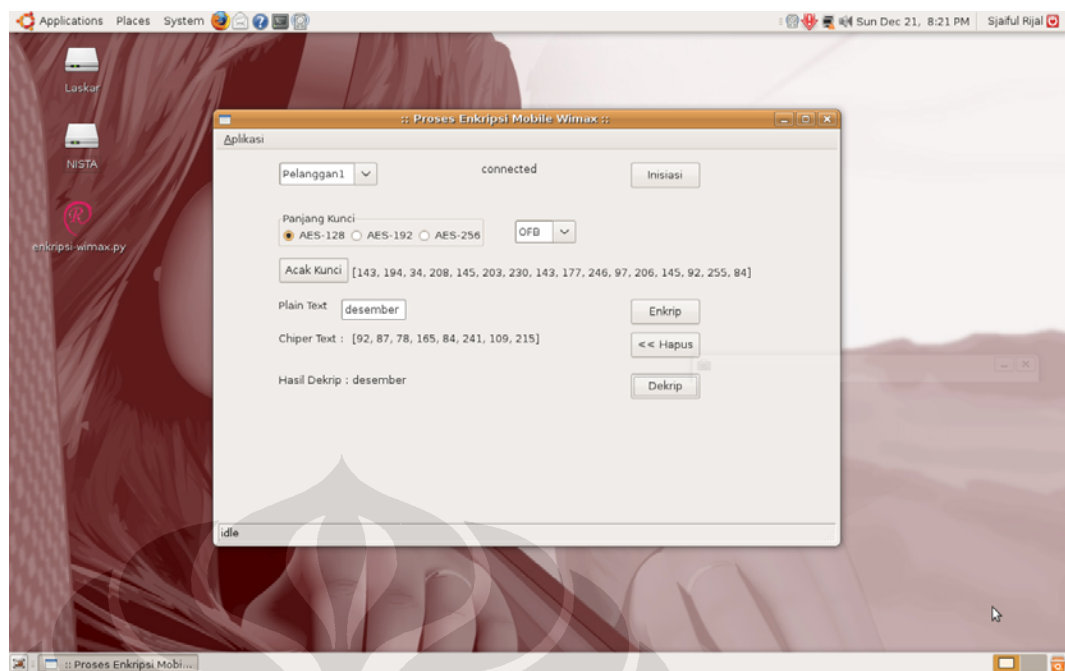 Applications Places System Sun Dec 21, 8:21 PM Sjaiful Rijal
Laskar
NISTA
enkripsi-wimax.py
:: Proses Enkripsi Mobile Wimax ::
Aplikasi
Pelanggan1 connected Inisiasi
Panjang Kunci
AES-128 AES-192 AES-256 OFB
Acak Kunci [143, 194, 34, 208, 145, 203, 230, 143, 177, 246, 97, 206, 145, 92, 255, 84]
Plain Text desember Enkrip
Chiper Text : [92, 87, 78, 165, 84, 241, 109, 215] << Hapus
Hasil Dekrip : desember Dekrip
idle
:: Proses Enkripsi Mobi...